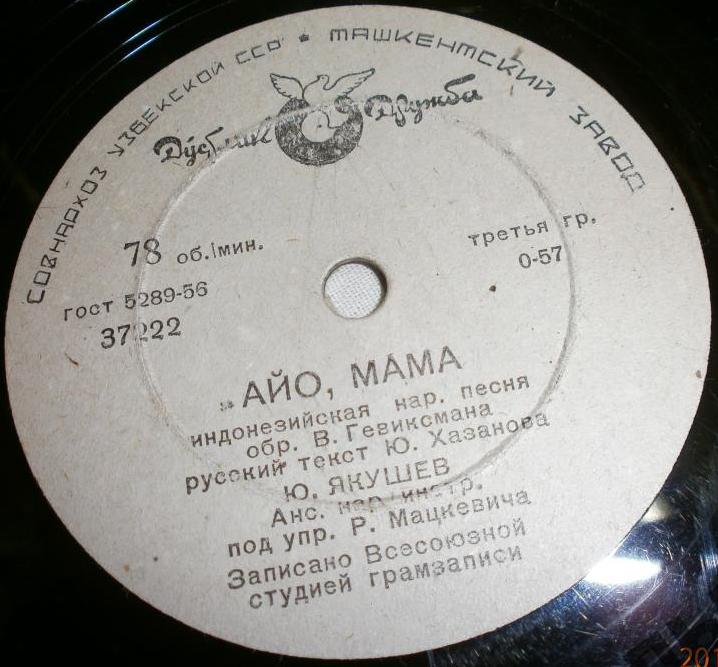 СОВНАРХОЗ УЗБЕКСКОЙ ССР * ТАШКЕНТСКИЙ ЗАВОД
Дружба
78 об./мин.
третья гр.
ГОСТ 5289-56
0-57
37222
АЙО, МАМА
индонезийская нар. песня
обр. В. Гевиксмана
русский текст Ю. Хазанова
Ю. ЯКУШЕВ
Анс. нар. инстр.
под упр. Р. Мацкевича
Записано Всесоюзной
студией грамзаписи